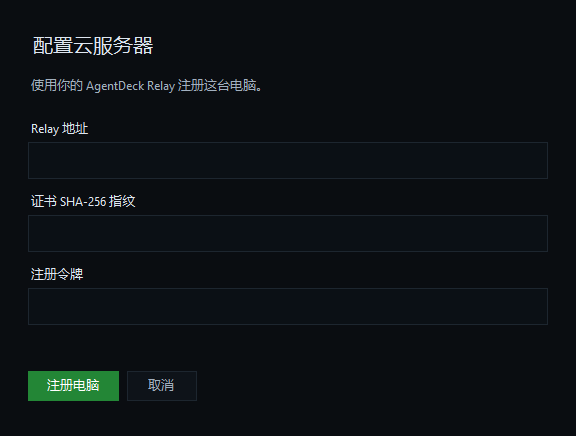 配置云服务器
使用你的 AgentDeck Relay 注册这台电脑。
Relay 地址
证书 SHA-256 指纹
注册令牌
注册电脑 取消